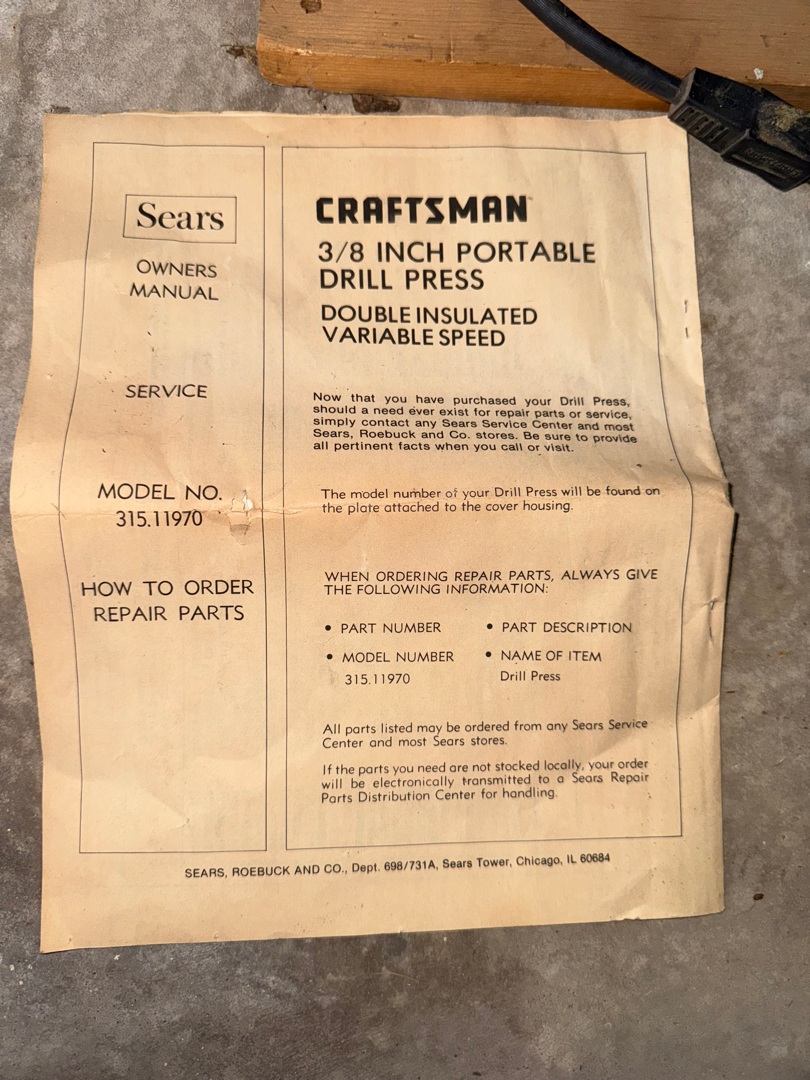 Sears
OWNERS
MANUAL
SERVICE
MODEL NO.
315.11970
HOW TO ORDER
REPAIR PARTS
CRAFTSMAN
3/8 INCH PORTABLE
DRILL PRESS
DOUBLE INSULATED
VARIABLE SPEED
Now that you have purchased your Drill Press,
should a need ever exist for repair parts or service,
simply contact any Sears Service Center and most
Sears, Roebuck and Co. stores. Be sure to provide
all pertinent facts when you call or visit.
The model number of your Drill Press will be found on
the plate attached to the cover housing.
WHEN ORDERING REPAIR PARTS, ALWAYS GIVE
THE FOLLOWING INFORMATION:
• PART NUMBER • PART DESCRIPTION
• MODEL NUMBER • NAME OF ITEM
315.11970 Drill Press
All parts listed may be ordered from any Sears Service
Center and most Sears stores.
If the parts you need are not stocked locally, your order
will be electronically transmitted to a Sears Repair
Parts Distribution Center for handling.
SEARS, ROEBUCK AND CO., Dept. 698/731A, Sears Tower, Chicago, IL 60684